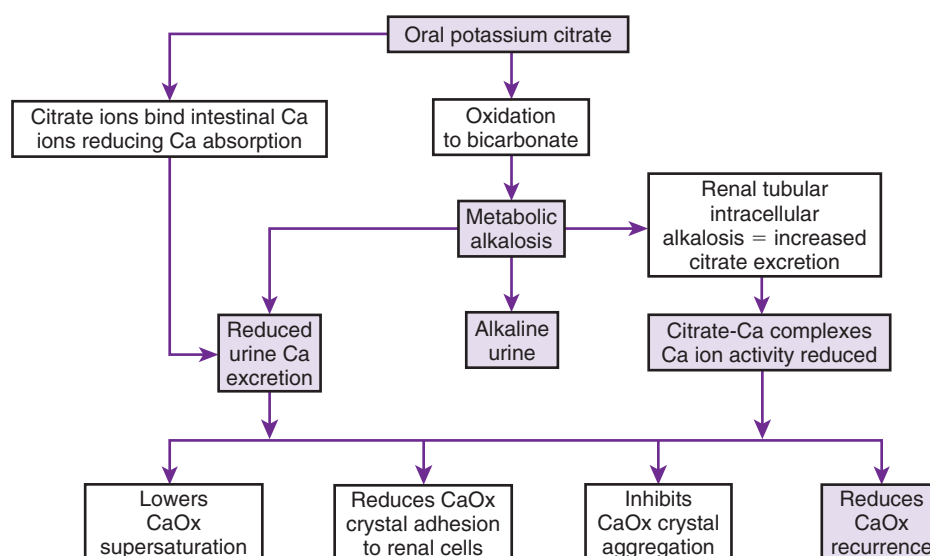 Oral potassium citrate
Citrate ions bind intestinal Ca
ions reducing Ca absorption
Oxidation
to bicarbonate
Metabolic
alkalosis
Renal tubular
intracellular
alkalosis = increased
citrate excretion
Reduced
urine Ca
excretion
Alkaline
urine
Citrate-Ca complexes
Ca ion activity reduced
Lowers
CaOx
supersaturation
Reduces CaOx
crystal adhesion
to renal cells
Inhibits
CaOx crystal
aggregation
Reduces
CaOx
recurrence